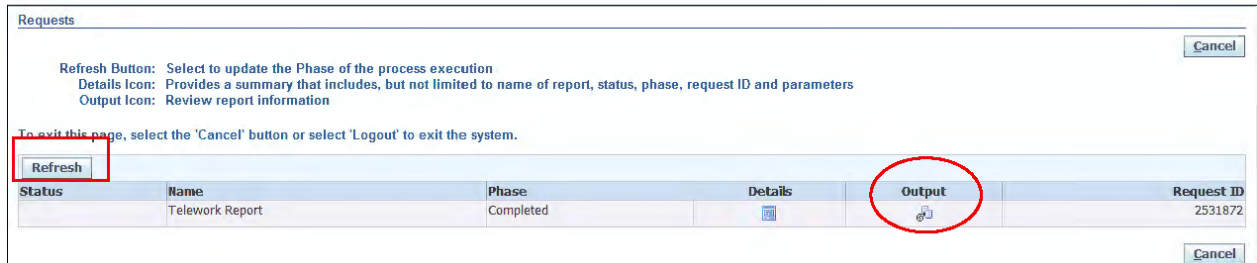 Requests
Cancel
Refresh Button: Select to update the Phase of the process execution
Details Icon: Provides a summary that includes, but not limited to name of report, status, phase, request ID and parameters
Output Icon: Review report information
To exit this page, select the 'Cancel' button or select 'Logout' to exit the system.
Refresh
Status Name Phase Details Output Request ID
Telework Report Completed 2531872
Cancel